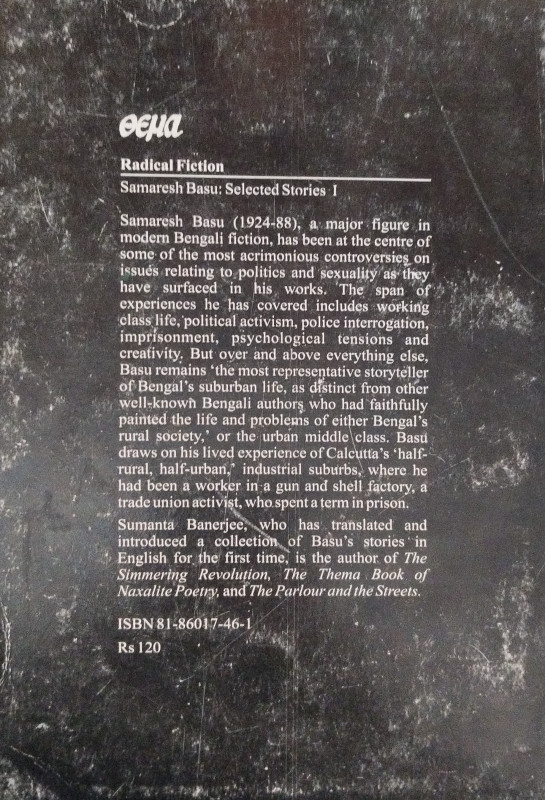 θεμα
Radical Fiction
Samaresh Basu: Selected Stories I
Samaresh Basu (1924-88), a major figure in
modern Bengali fiction, has been at the centre of
some of the most acrimonious controversies on
issues relating to politics and sexuality as they
have surfaced in his works. The span of
experiences he has covered includes working
class life, political activism, police interrogation,
imprisonment, psychological tensions and
creativity. But over and above everything else,
Basu remains ‘the most representative storyteller
of Bengal’s suburban life, as distinct from other
well-known Bengali authors who had faithfully
painted the life and problems of either Bengal’s
rural society,’ or the urban middle class. Basu
draws on his lived experience of Calcutta’s ‘half-
rural, half-urban,’ industrial suburbs, where he
had been a worker in a gun and shell factory, a
trade union activist, who spent a term in prison.
Sumanta Banerjee, who has translated and
introduced a collection of Basu’s stories in
English for the first time, is the author of The
Simmering Revolution, The Thema Book of
Naxalite Poetry, and The Parlour and the Streets.
ISBN 81-86017-46-1
Rs 120